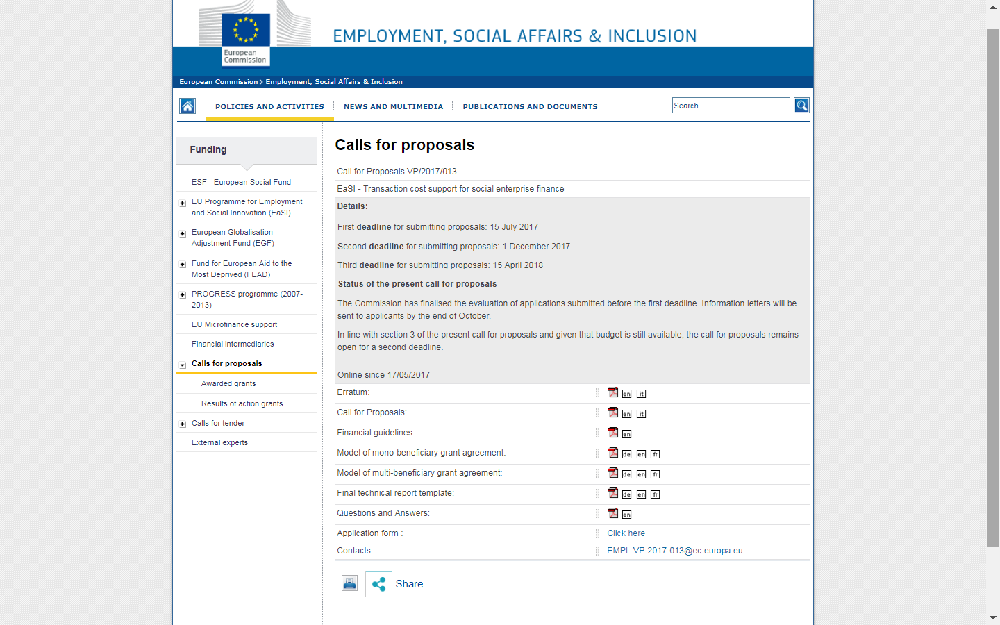 European
Commission
EMPLOYMENT, SOCIAL AFFAIRS & INCLUSION
European Commission > Employment, Social Affairs & Inclusion
POLICIES AND ACTIVITIES
NEWS AND MULTIMEDIA
PUBLICATIONS AND DOCUMENTS
Search
Funding
ESF - European Social Fund
EU Programme for Employment
and Social Innovation (EaSI)
European Globalisation
Adjustment Fund (EGF)
Fund for European Aid to the
Most Deprived (FEAD)
PROGRESS programme (2007-
2013)
EU Microfinance support
Financial intermediaries
Calls for proposals
Awarded grants
Results of action grants
Calls for tender
External experts
Calls for proposals
Call for Proposals VP/2017/013
EaSI - Transaction cost support for social enterprise finance
Details:
First deadline for submitting proposals: 15 July 2017
Second deadline for submitting proposals: 1 December 2017
Third deadline for submitting proposals: 15 April 2018
Status of the present call for proposals
The Commission has finalised the evaluation of applications submitted before the first deadline. Information letters will be
sent to applicants by the end of October.
In line with section 3 of the present call for proposals and given that budget is still available, the call for proposals remains
open for a second deadline.
Online since 17/05/2017
Erratum: en it
Call for Proposals: en it
Financial guidelines: en
Model of mono-beneficiary grant agreement: de en fr
Model of multi-beneficiary grant agreement: de en fr
Final technical report template: de en fr
Questions and Answers: en
Application form : Click here
Contacts: EMPL-VP-2017-013@ec.europa.eu
Share